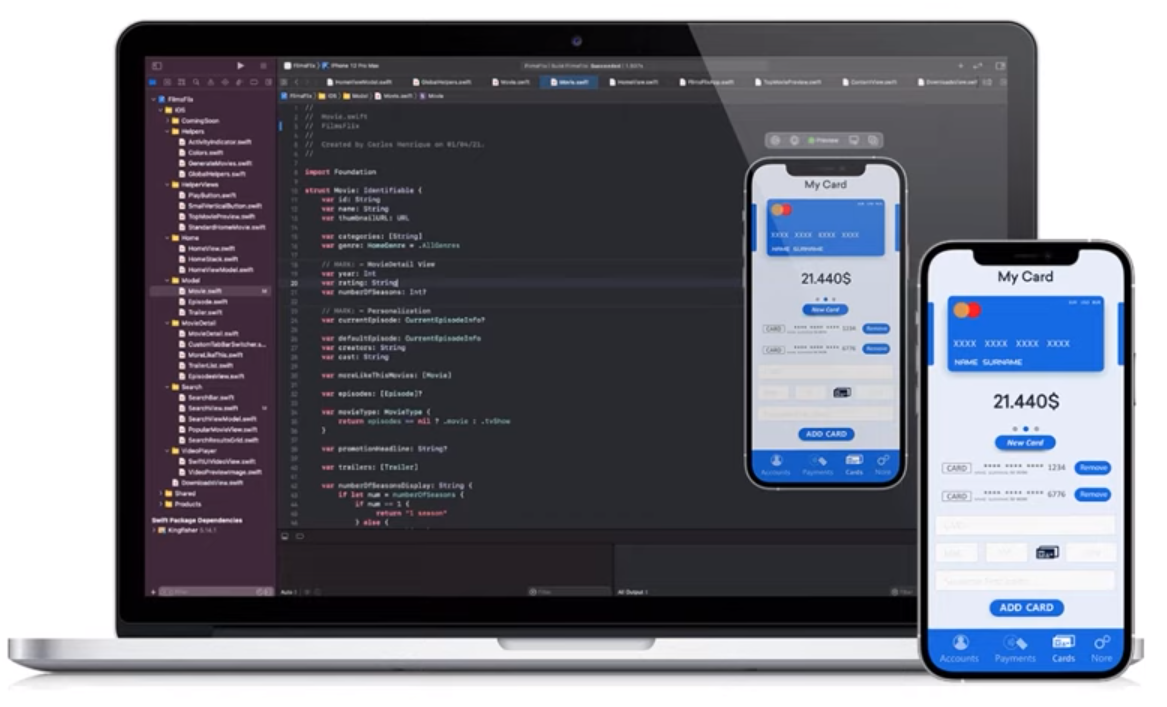 FilmsFlix iPhone 12 Pro Max
HomeViewModel.swift GlobalHelpers.swift Movie.swift Movie.swift HomeView.swift TopMoviePreview.swift ContentView.swift
FilmsFlix iOS Model Movie.swift Movie
FilmsFlix
iOS
ComingSoon
Helpers
ActivityIndicator.swift
Colors.swift
GenerateMovies.swift
GlobalHelpers.swift
HelperViews
PlayButton.swift
SmallVerticalButton.swift
TopMoviePreview.swift
StandardHomeMovie.swift
Home
HomeView.swift
HomeStack.swift
HomeViewModel.swift
Model
Movie.swift M
Episode.swift
Trailer.swift
MovieDetail
MovieDetail.swift
CustomTabBarSwitcher.s...
MoreLikeThis.swift
TrailerList.swift
EpisodesView.swift
Search
SearchBar.swift
SearchView.swift M
SearchViewModel.swift
PopularMovieView.swift
SearchResultsGrid.swift
VideoPlayer
SwiftUIVideoView.swift
VideoPreviewImage.swift
DownloadsView.swift
Shared
Products
Swift Package Dependencies
Kingfisher 5.14.1
//
// Movie.swift
// FilmsFlix
//
// Created by Carlos Henrique on 01/04/21.
//
import Foundation
struct Movie: Identifiable {
var id: String
var name: String
var thumbnailURL: URL
var categories: [String]
var genre: HomeGenre = .AllGenres
// MARK: - MovieDetail View
var year: Int
var rating: String
var numberOfSeasons: Int?
// MARK: - Personalization
var currentEpisode: CurrentEpisodeInfo?
var defaultEpisode: CurrentEpisodeInfo
var creators: String
var cast: String
var moreLikeThisMovies: [Movie]
var episodes: [Episode]?
var movieType: MovieType {
return episodes == nil ? .movie : .tvShow
}
var promotionHeadline: String?
var trailers: [Trailer]
var numberOfSeasonsDisplay: String {
if let num = numberOfSeasons {
if num == 1 {
return "1 season"
} else {
Auto
All Output
Preview
My Card
XXXX XXXX XXXX XXXX
NAME SURNAME
21.440$
New Card
CARD **** **** **** 1234 Remove
CARD **** **** **** 6776 Remove
ADD CARD
Accounts Payments Cards Nore
My Card
XXXX XXXX XXXX XXXX
NAME SURNAME
21.440$
New Card
CARD **** **** **** 1234 Remove
CARD **** **** **** 6776 Remove
ADD CARD
Accounts Payments Cards Nore